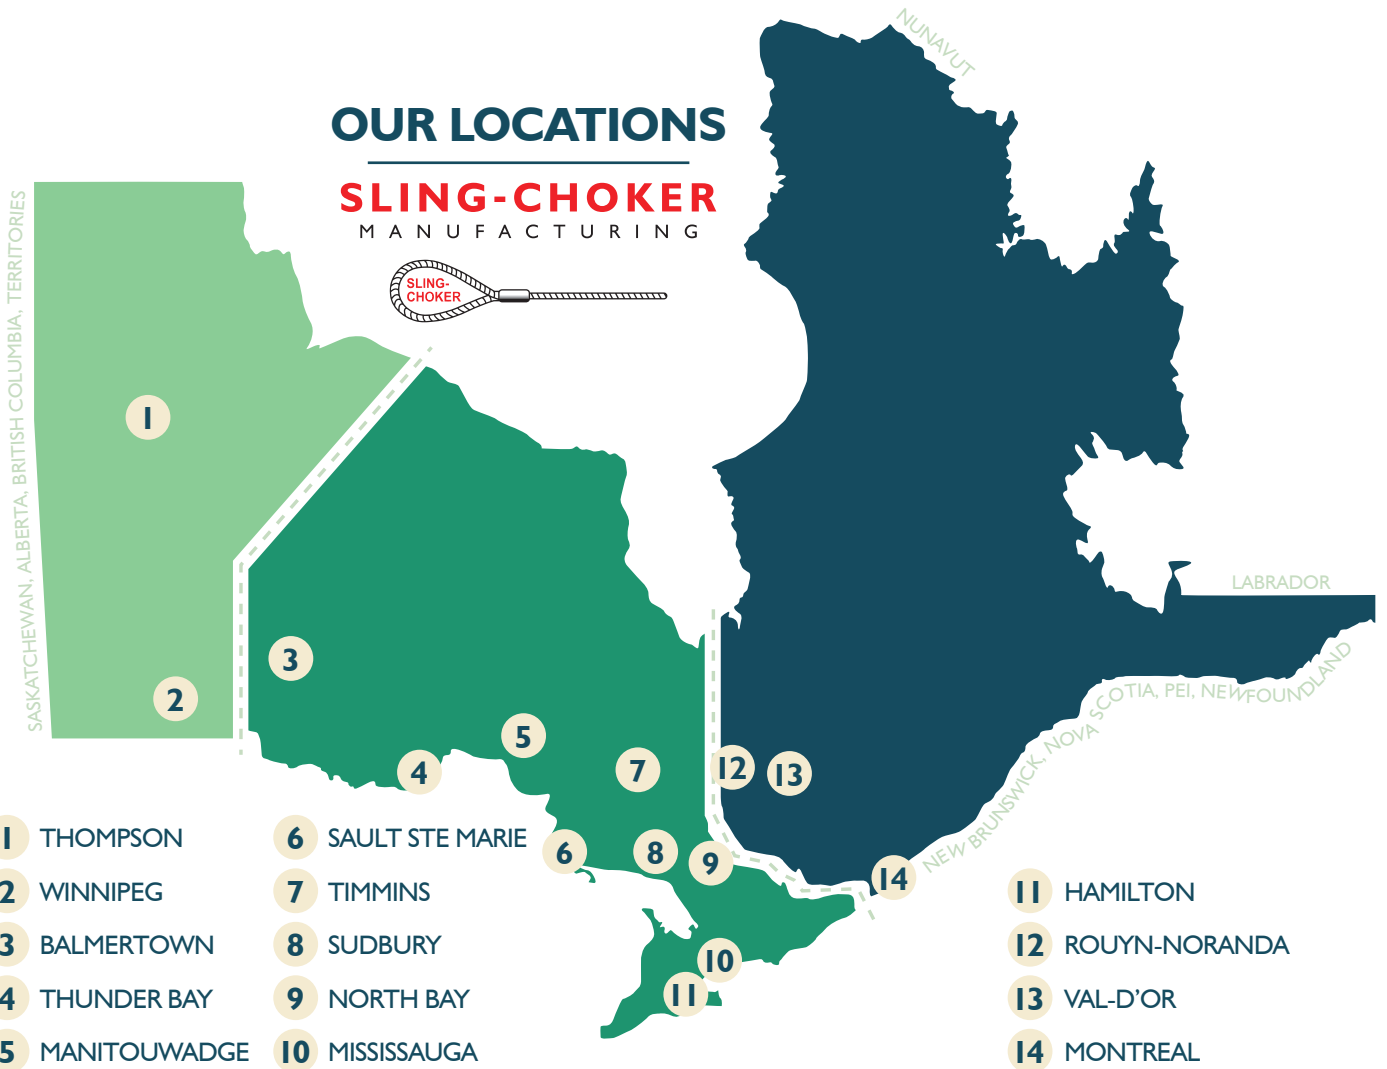 NUNAVUT
OUR LOCATIONS
SLING-CHOKER
MANUFACTURING
SLING-
CHOKER
SASKATCHEWAN, ALBERTA, BRITISH COLUMBIA, TERRITORIES
LABRADOR
NEW BRUNSWICK, NOVA SCOTIA, PEI, NEWFOUNDLAND
1
2
3
4
5
6
7
8
9
10
11
12
13
14
1 THOMPSON
2 WINNIPEG
3 BALMERTOWN
4 THUNDER BAY
5 MANITOUWADGE
6 SAULT STE MARIE
7 TIMMINS
8 SUDBURY
9 NORTH BAY
10 MISSISSAUGA
11 HAMILTON
12 ROUYN-NORANDA
13 VAL-D’OR
14 MONTREAL